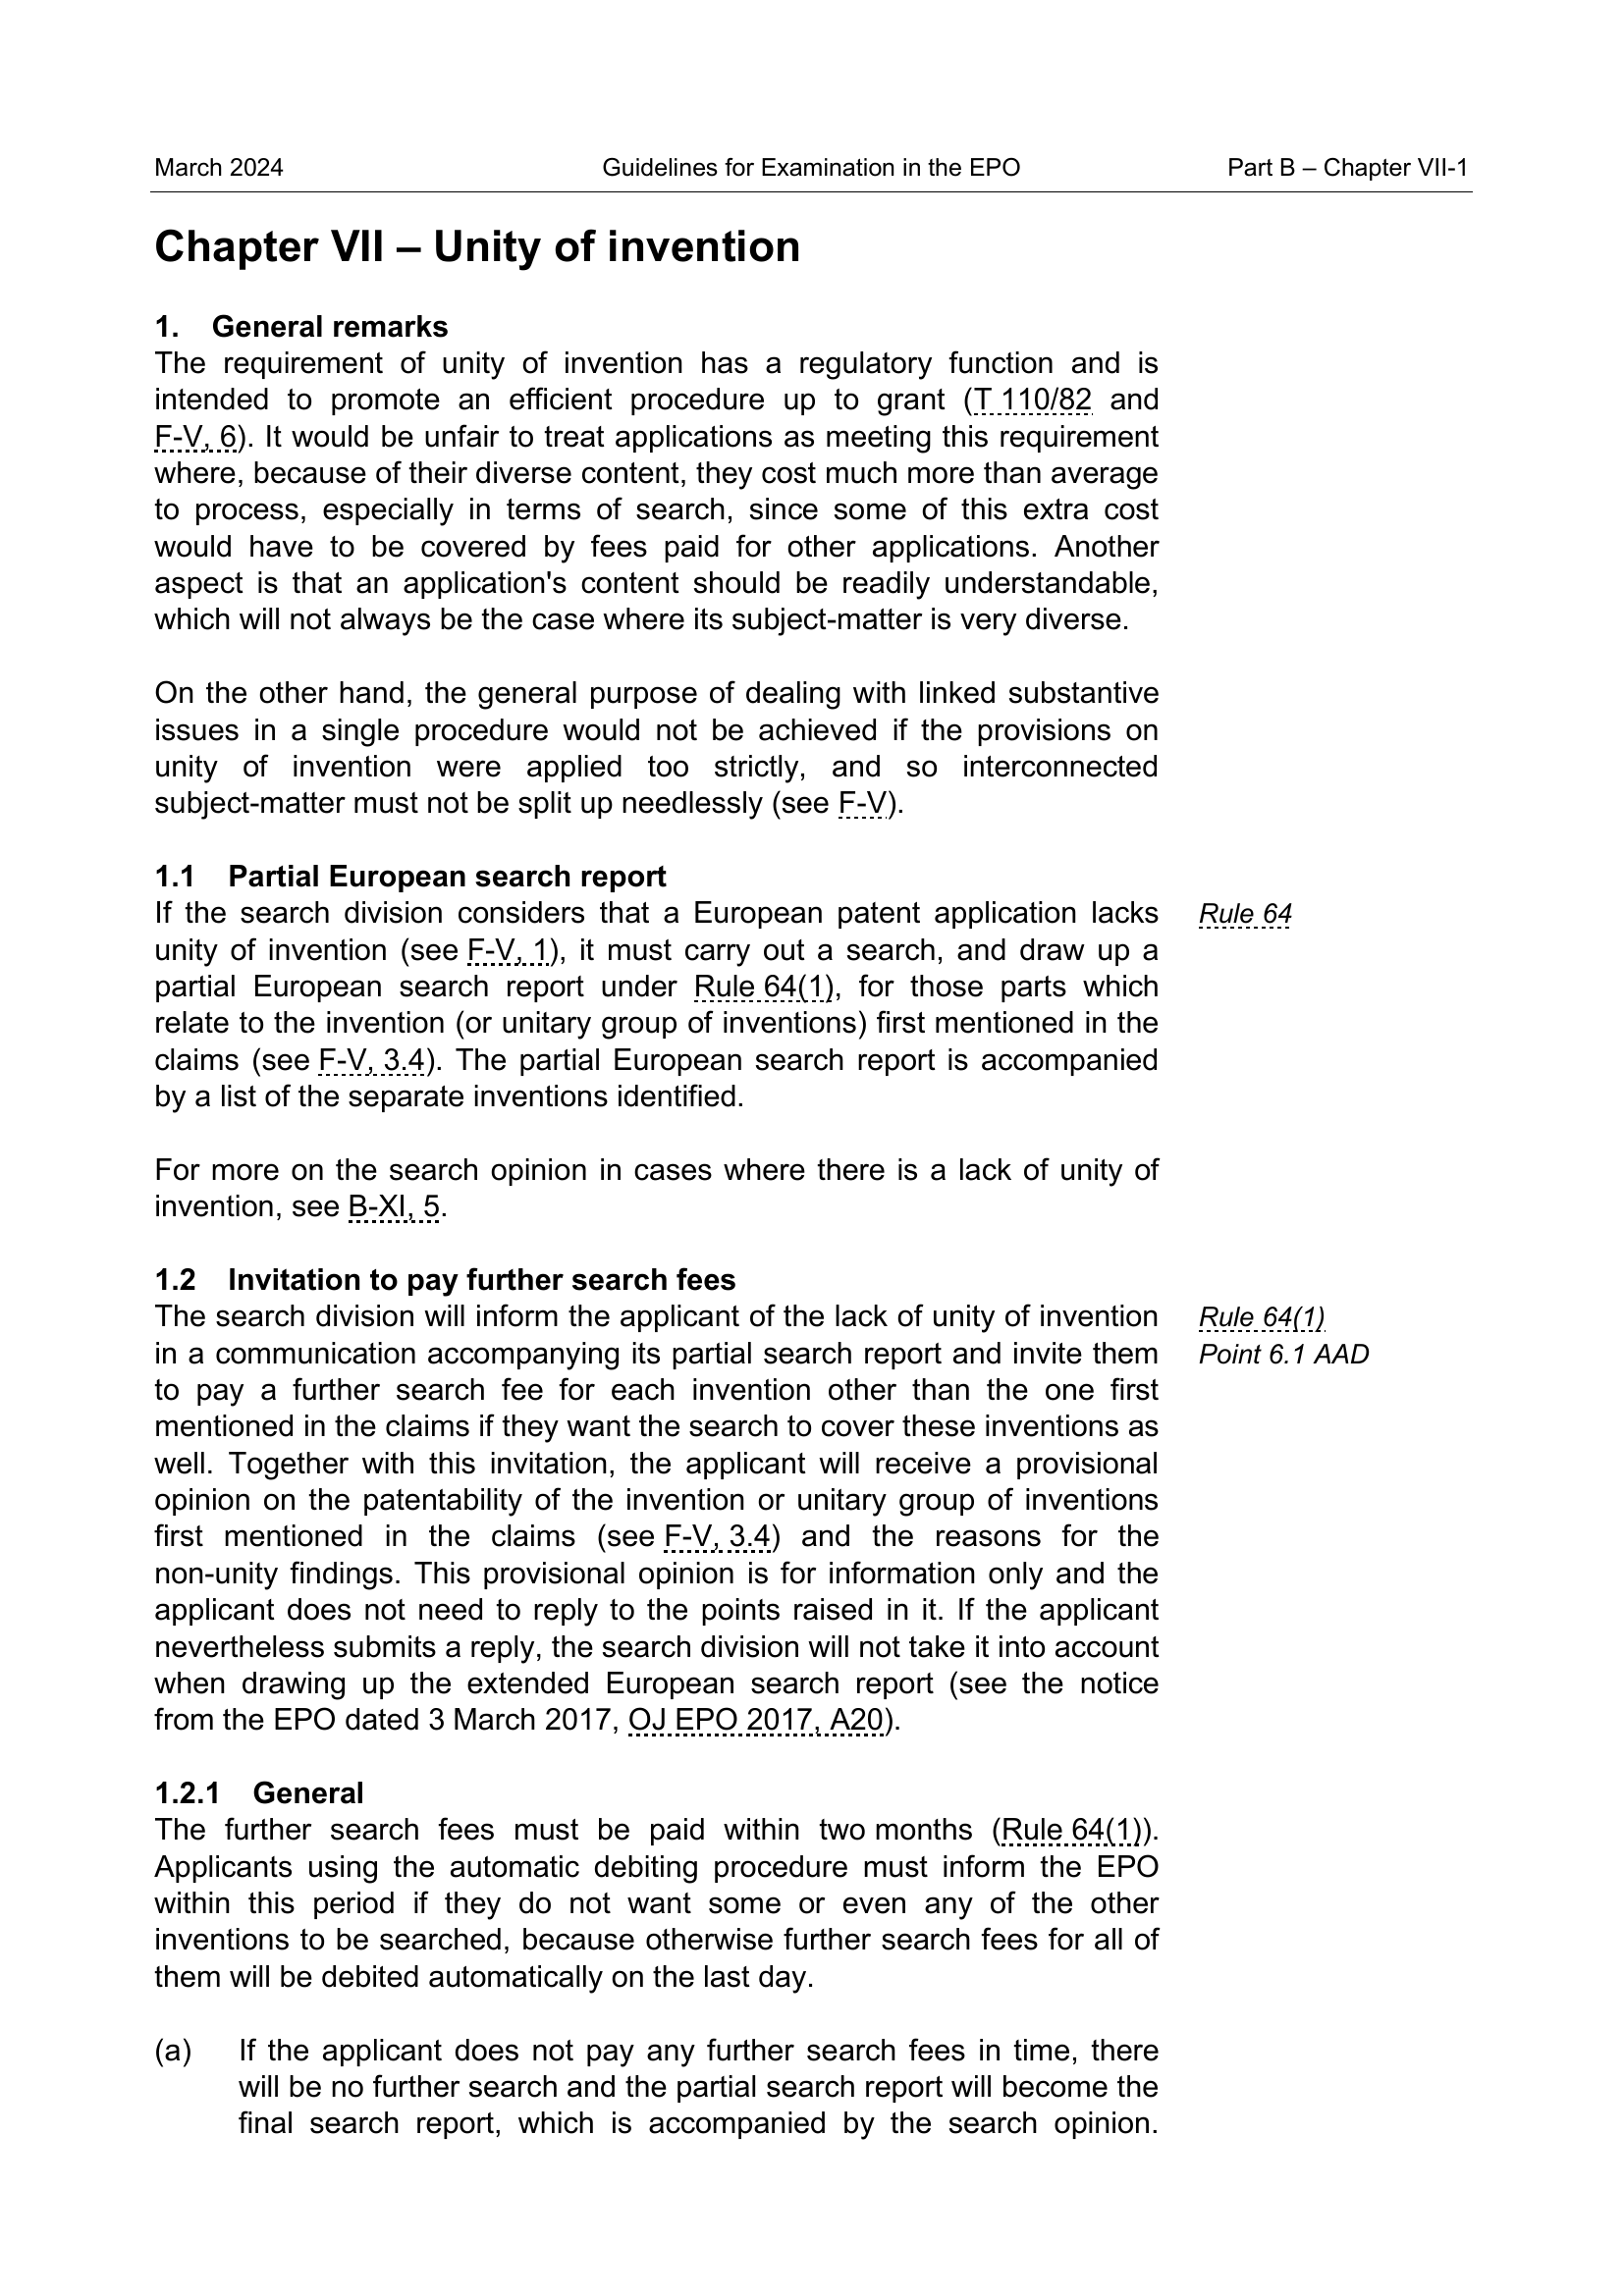 March 2024 Guidelines for Examination in the EPO Part B – Chapter VII-1
Chapter VII – Unity of invention
1. General remarks
The requirement of unity of invention has a regulatory function and is
intended to promote an efficient procedure up to grant (T 110/82 and
F-V, 6). It would be unfair to treat applications as meeting this requirement
where, because of their diverse content, they cost much more than average
to process, especially in terms of search, since some of this extra cost
would have to be covered by fees paid for other applications. Another
aspect is that an application's content should be readily understandable,
which will not always be the case where its subject-matter is very diverse.
On the other hand, the general purpose of dealing with linked substantive
issues in a single procedure would not be achieved if the provisions on
unity of invention were applied too strictly, and so interconnected
subject-matter must not be split up needlessly (see F-V).
1.1 Partial European search report
If the search division considers that a European patent application lacks Rule 64
unity of invention (see F-V, 1), it must carry out a search, and draw up a
partial European search report under Rule 64(1), for those parts which
relate to the invention (or unitary group of inventions) first mentioned in the
claims (see F-V, 3.4). The partial European search report is accompanied
by a list of the separate inventions identified.
For more on the search opinion in cases where there is a lack of unity of
invention, see B-XI, 5.
1.2 Invitation to pay further search fees
The search division will inform the applicant of the lack of unity of invention Rule 64(1)
in a communication accompanying its partial search report and invite them Point 6.1 AAD
to pay a further search fee for each invention other than the one first
mentioned in the claims if they want the search to cover these inventions as
well. Together with this invitation, the applicant will receive a provisional
opinion on the patentability of the invention or unitary group of inventions
first mentioned in the claims (see F-V, 3.4) and the reasons for the
non-unity findings. This provisional opinion is for information only and the
applicant does not need to reply to the points raised in it. If the applicant
nevertheless submits a reply, the search division will not take it into account
when drawing up the extended European search report (see the notice
from the EPO dated 3 March 2017, OJ EPO 2017, A20).
1.2.1 General
The further search fees must be paid within two months (Rule 64(1)).
Applicants using the automatic debiting procedure must inform the EPO
within this period if they do not want some or even any of the other
inventions to be searched, because otherwise further search fees for all of
them will be debited automatically on the last day.
(a) If the applicant does not pay any further search fees in time, there
will be no further search and the partial search report will become the
final search report, which is accompanied by the search opinion.